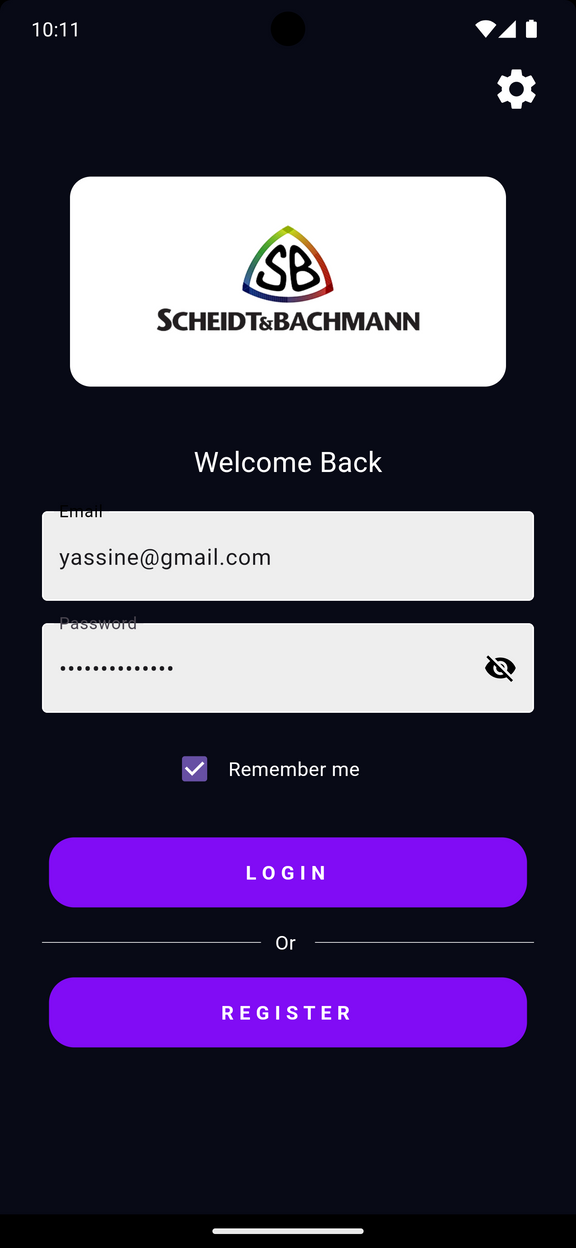 10:11
SB
SCHEIDT&BACHMANN
Welcome Back
Email
yassine@gmail.com
Password
••••••••••••••
Remember me
LOGIN
Or
REGISTER